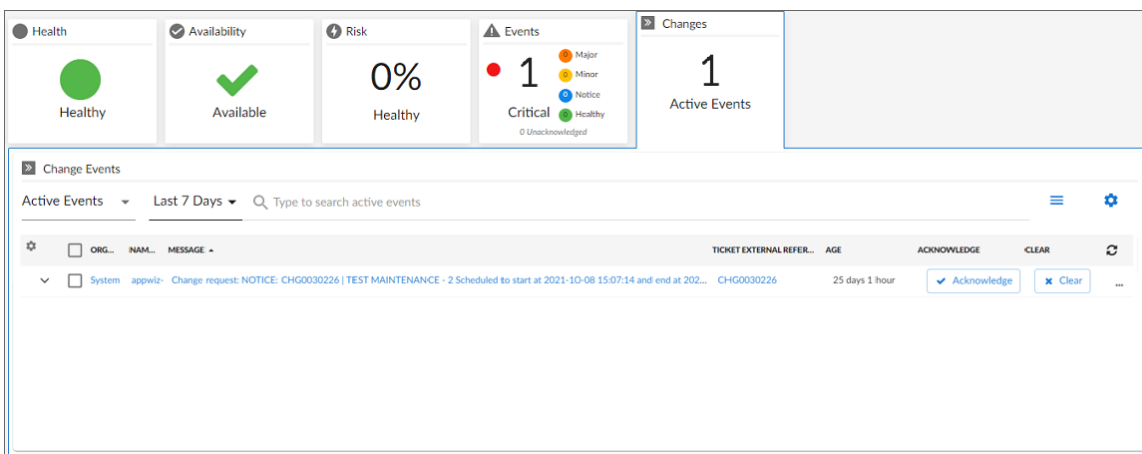 Health
Availability
Risk
Events
Changes
Healthy
Available
0%
Healthy
1
Critical
0 Major
0 Minor
0 Notice
0 Healthy
0 Unacknowledged
1
Active Events
Change Events
Active Events
Last 7 Days
Type to search active events
ORG... NAM... MESSAGE TICKET EXTERNAL REFER... AGE ACKNOWLEDGE CLEAR
System appwiz- Change request: NOTICE: CHG0030226 | TEST MAINTENANCE - 2 Scheduled to start at 2021-10-08 15:07:14 and end at 202... CHG0030226 25 days 1 hour Acknowledge Clear ...